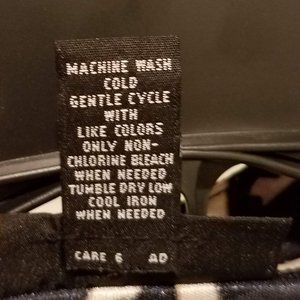 MACHINE WASH
COLD
GENTLE CYCLE
WITH
LIKE COLORS
ONLY NON-
CHLORINE BLEACH
WHEN NEEDED
TUMBLE DRY LOW
COOL IRON
WHEN NEEDED
CARE 6 AD